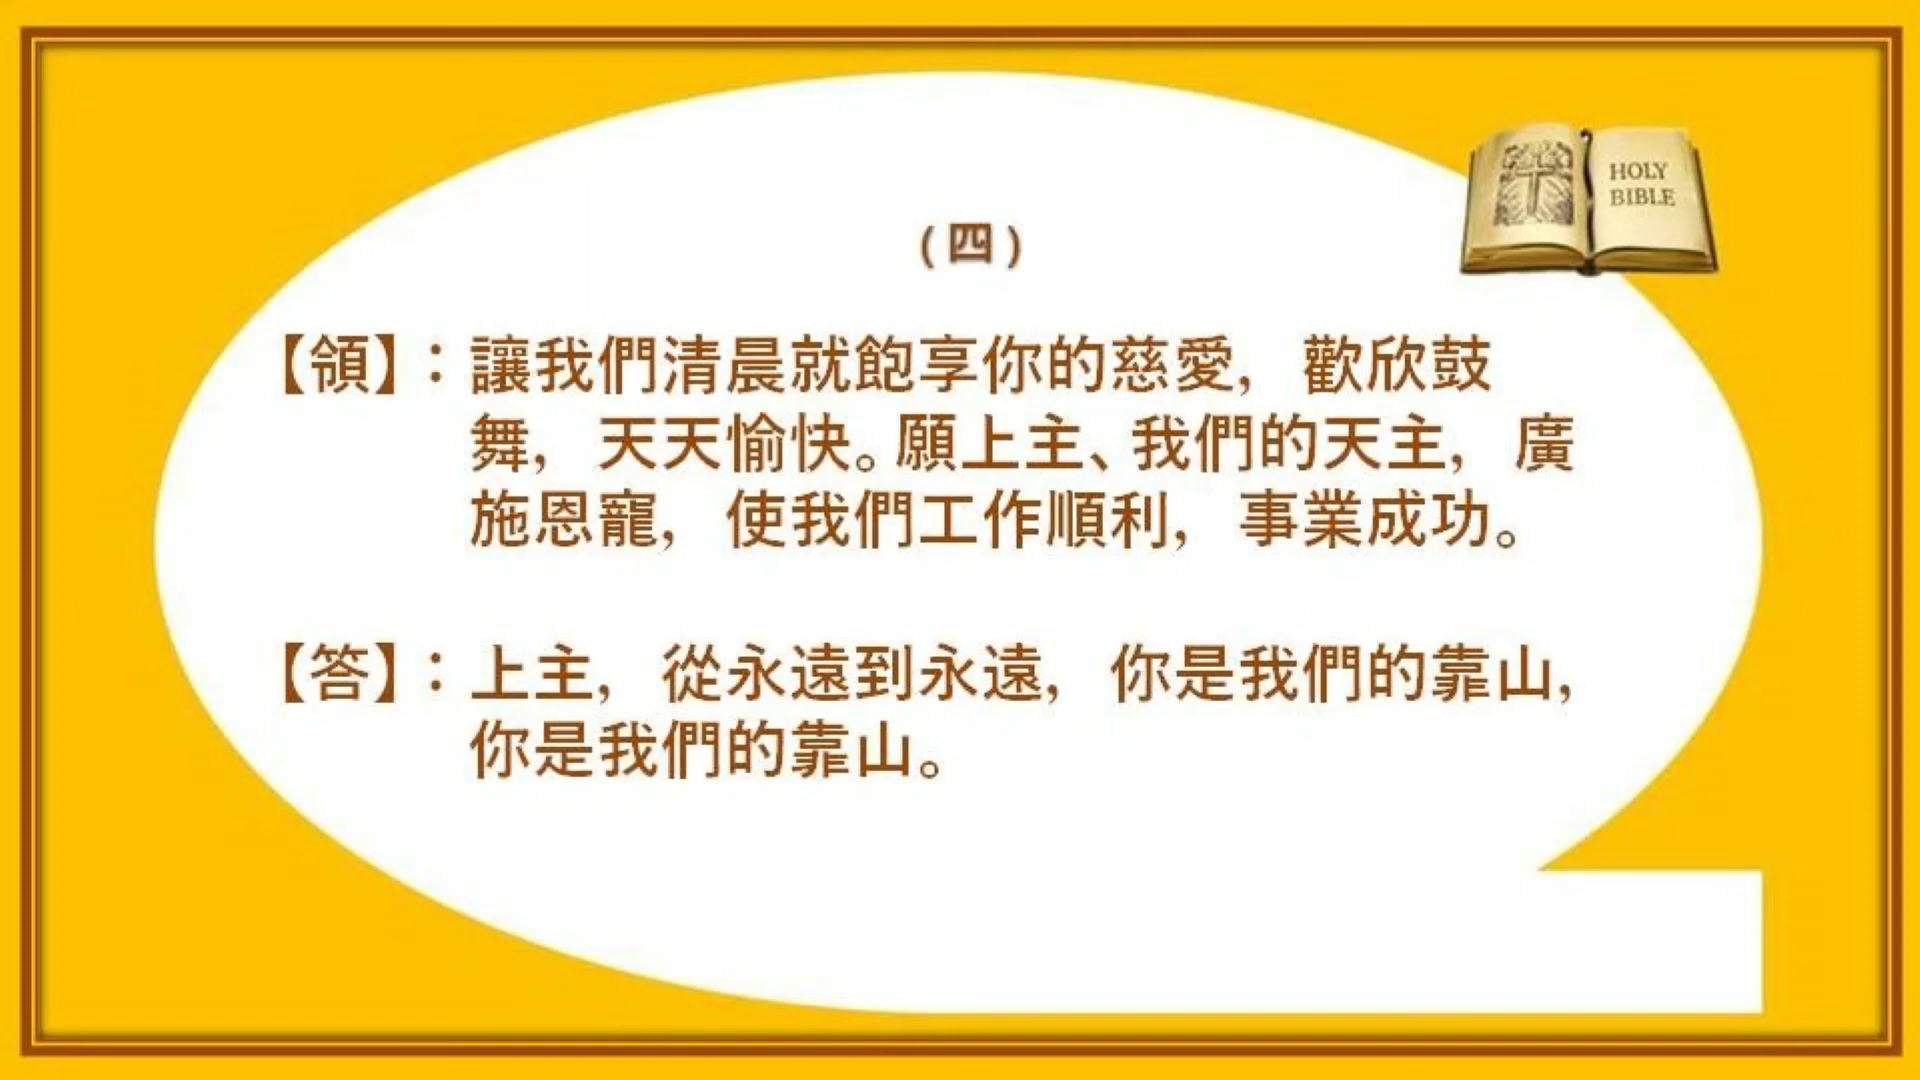 HOLY
BIBLE
(四)
【領】：讓我們清晨就飽享你的慈愛，歡欣鼓
舞，天天愉快。願上主、我們的天主，廣
施恩寵，使我們工作順利，事業成功。
【答】：上主，從永遠到永遠，你是我們的靠山，
你是我們的靠山。